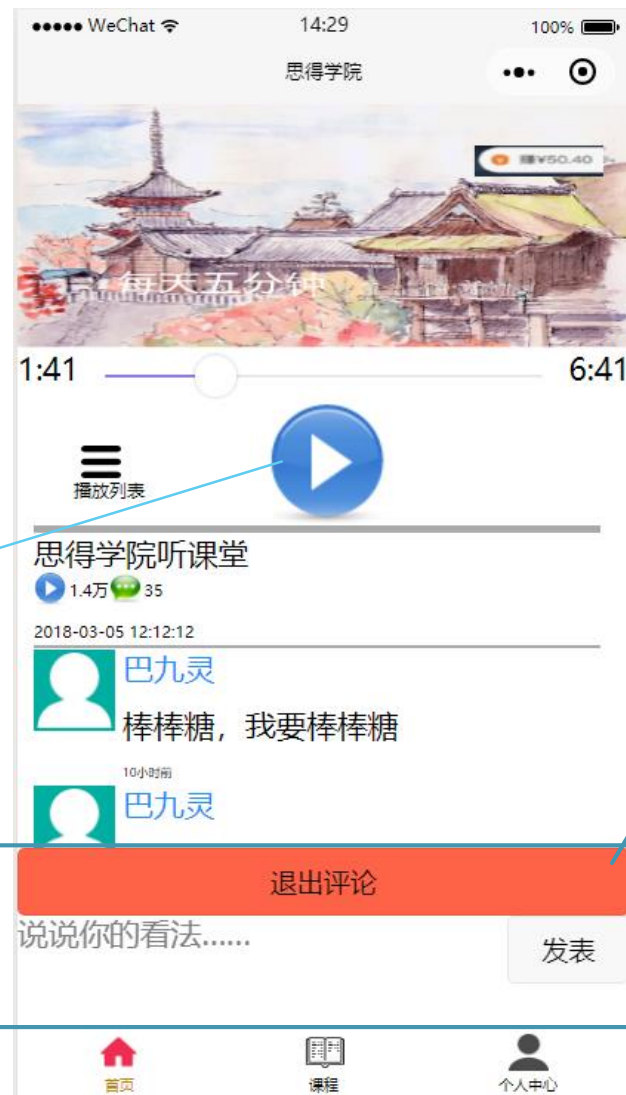 WeChat 14:29 100%
思得学院
赚¥50.40
每天五分钟
1:41 6:41
播放列表
思得学院听课堂
1.4万 35
2018-03-05 12:12:12
巴九灵
棒棒糖，我要棒棒糖
10小时前
巴九灵
退出评论
说说你的看法…… 发表
首页 课程 个人中心